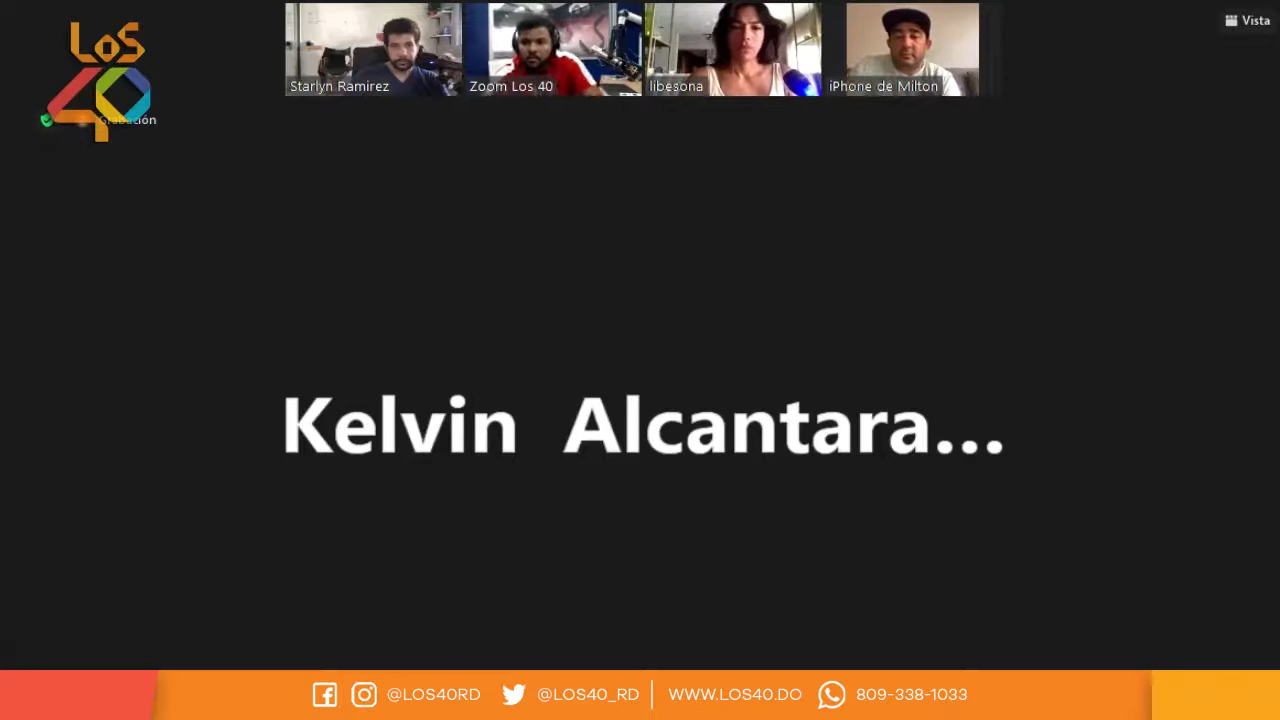 LOS
40
Grabación
Starlyn Ramirez
Zoom Los 40
libesona
iPhone de Milton
Vista
Kelvin Alcantara...
@LOS40RD
@LOS40_RD
WWW.LOS40.DO
809-338-1033